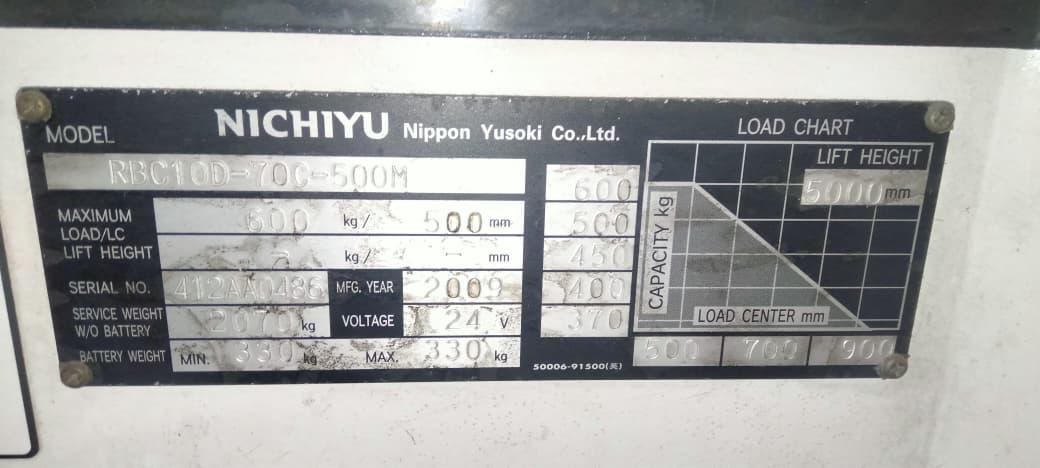 NICHIYU Nippon Yusoki Co.,Ltd.
MODEL
RBC10D-70C-500M
MAXIMUM LOAD/LC 600 kg/ 500 mm
LIFT HEIGHT - kg/ - mm
SERIAL NO. 412AA0486 MFG. YEAR 2009
SERVICE WEIGHT W/O BATTERY 2070 kg VOLTAGE 24 V
BATTERY WEIGHT MIN. 330 kg MAX. 330 kg
600
500
450
400
370
LOAD CHART
LIFT HEIGHT
5000 mm
CAPACITY kg
LOAD CENTER mm
500 700 900
50006-91500(英)